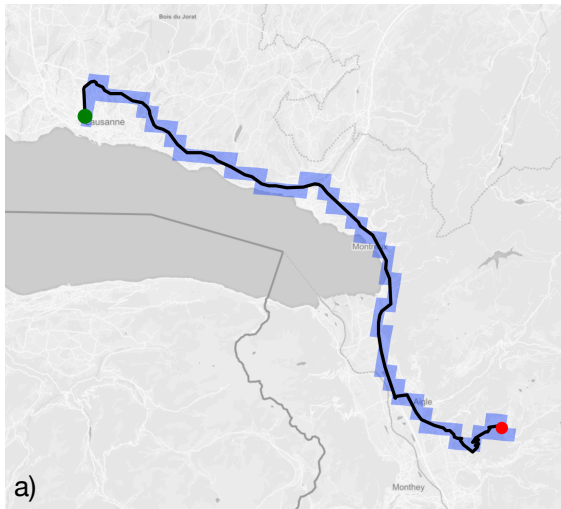 Bois du Jorat
Lausanne
Montreux
Aigle
Monthey
a)